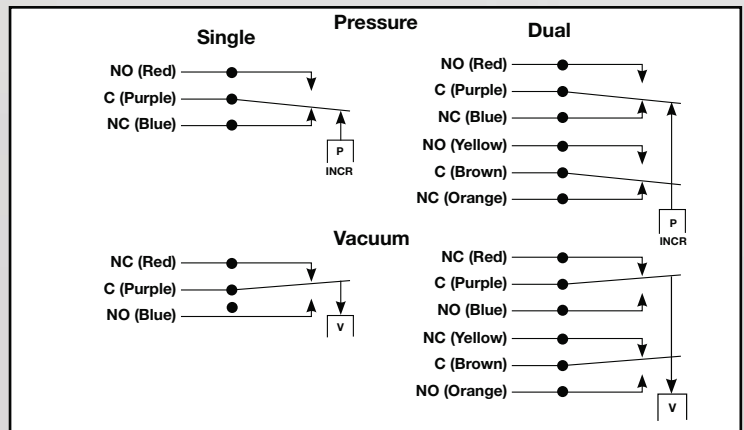 Pressure
Single
NO (Red)
C (Purple)
NC (Blue)
P
INCR
Dual
NO (Red)
C (Purple)
NC (Blue)
NO (Yellow)
C (Brown)
NC (Orange)
P
INCR
Vacuum
NC (Red)
C (Purple)
NO (Blue)
V
NC (Red)
C (Purple)
NO (Blue)
NC (Yellow)
C (Brown)
NO (Orange)
V